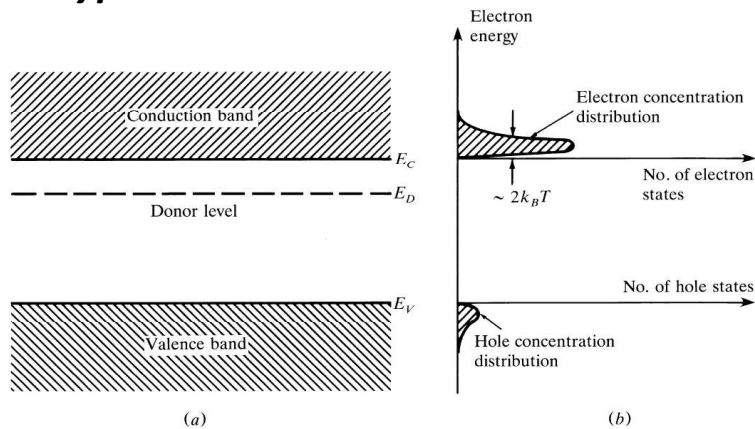 Electron
energy
Conduction band
Electron concentration
distribution
E_C
No. of electron
states
E_D
Donor level
~ 2k_BT
No. of hole states
E_V
Valence band
Hole concentration
distribution
(a)
(b)